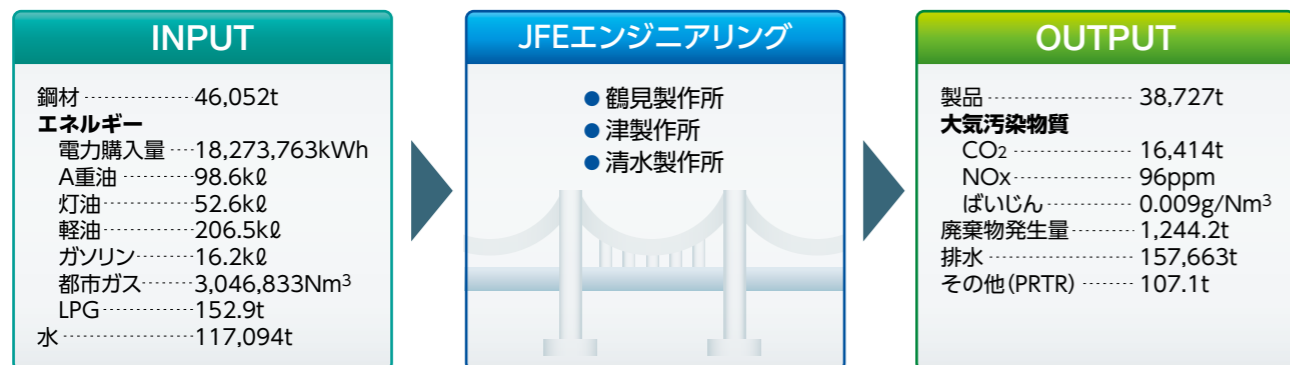 INPUT
鋼材 46,052t
エネルギー
電力購入量 18,273,763kWh
A重油 98.6kℓ
灯油 52.6kℓ
軽油 206.5kℓ
ガソリン 16.2kℓ
都市ガス 3,046,833Nm³
LPG 152.9t
水 117,094t
JFEエンジニアリング
● 鶴見製作所
● 津製作所
● 清水製作所
OUTPUT
製品 38,727t
大気汚染物質
CO₂ 16,414t
NOx 96ppm
ばいじん 0.009g/Nm³
廃棄物発生量 1,244.2t
排水 157,663t
その他(PRTR) 107.1t